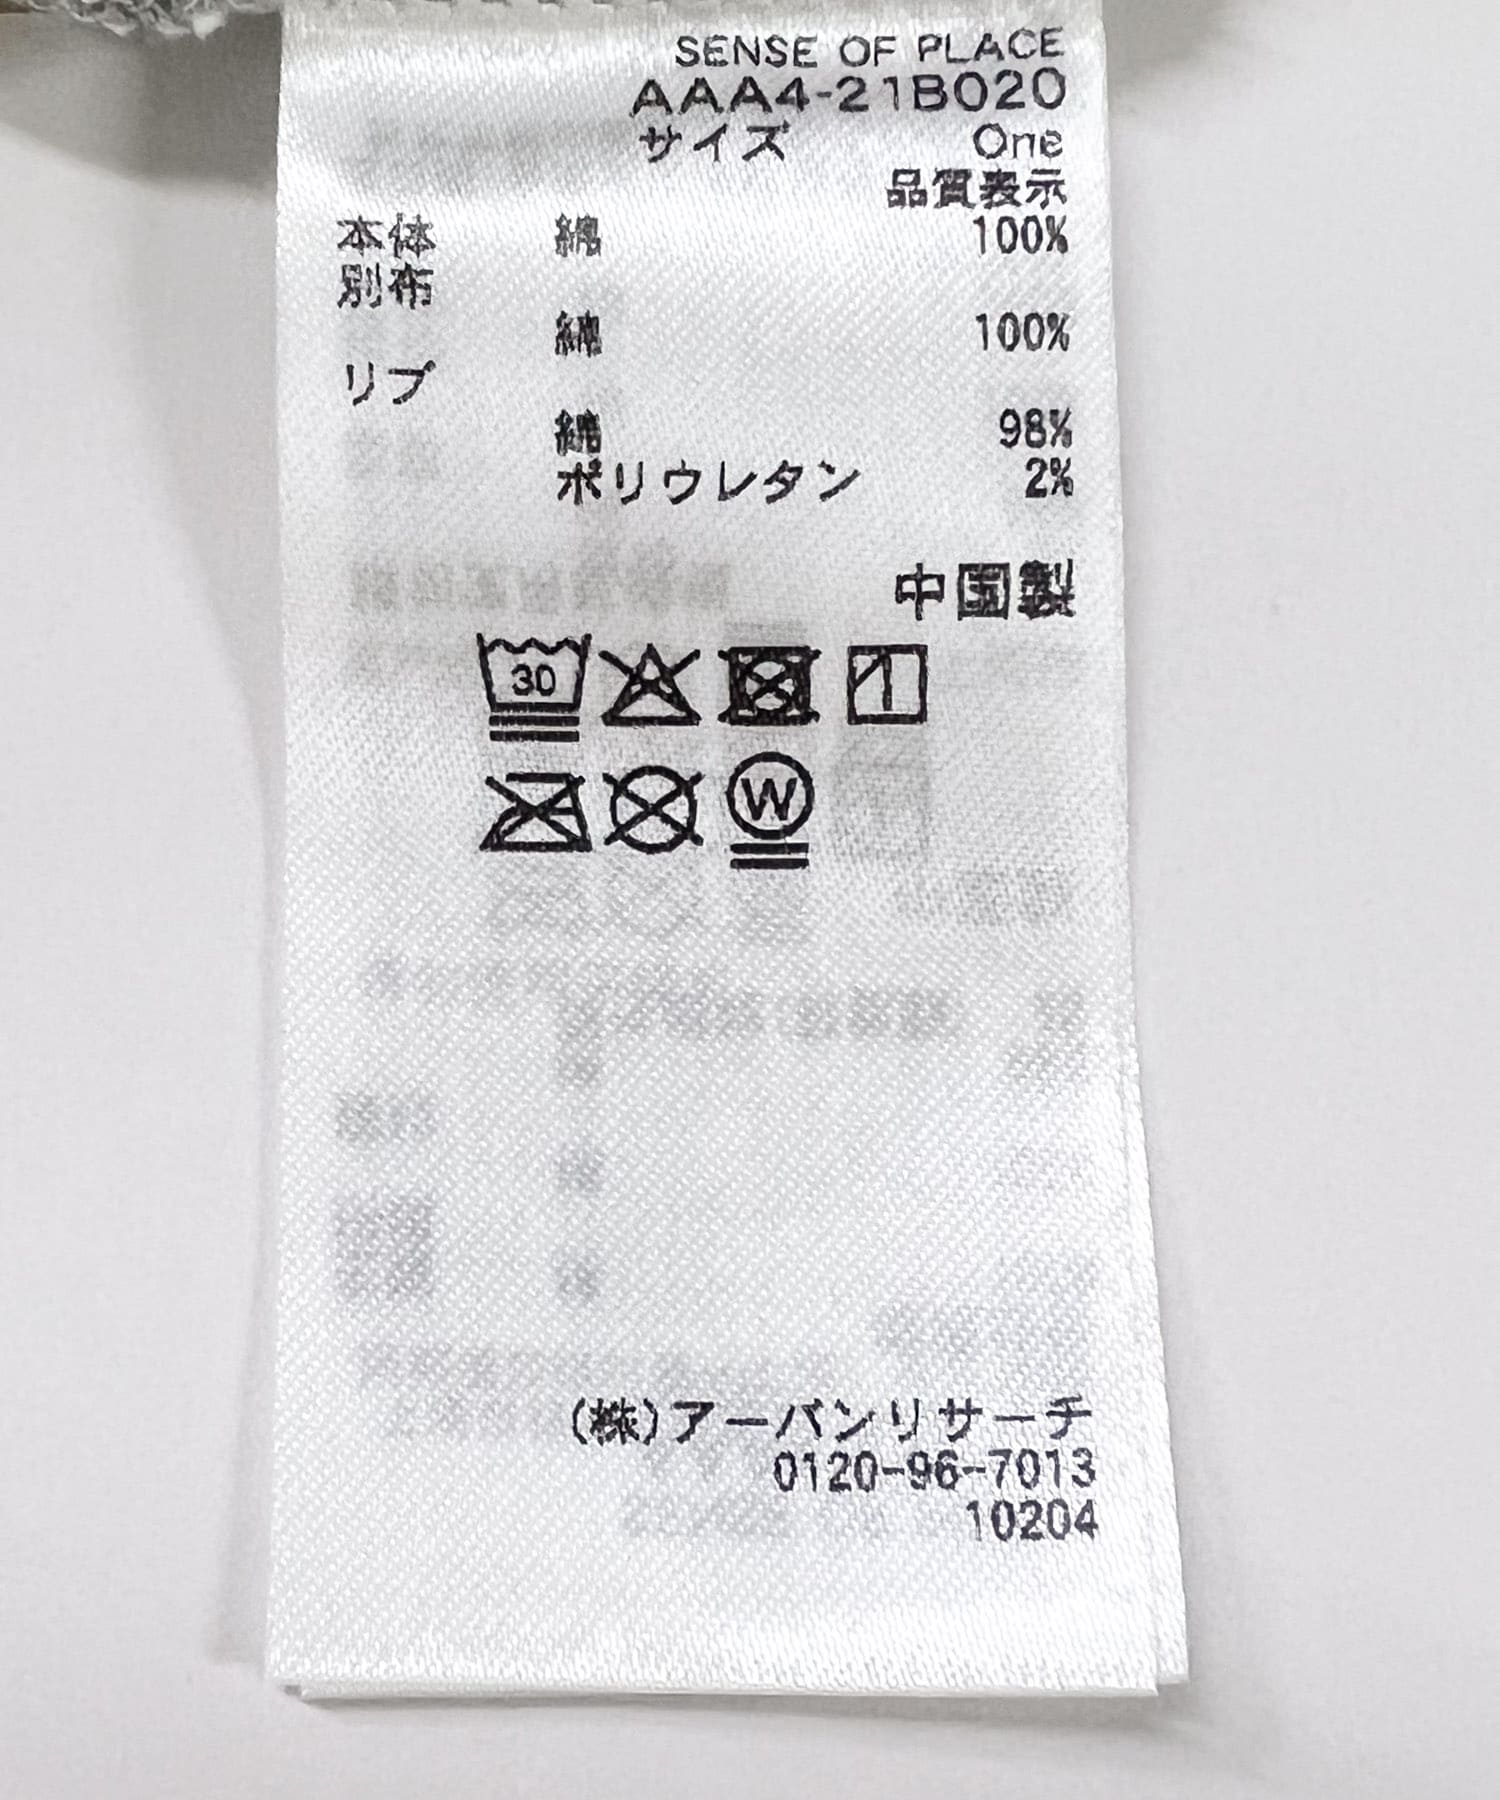 SENSE OF PLACE
AAA4-21B020
サイズ One
品質表示
本体 綿 100%
別布
綿 100%
リブ
綿 98%
ポリウレタン 2%
中国製
30
W
(株)アーバンリサーチ
0120-96-7013
10204